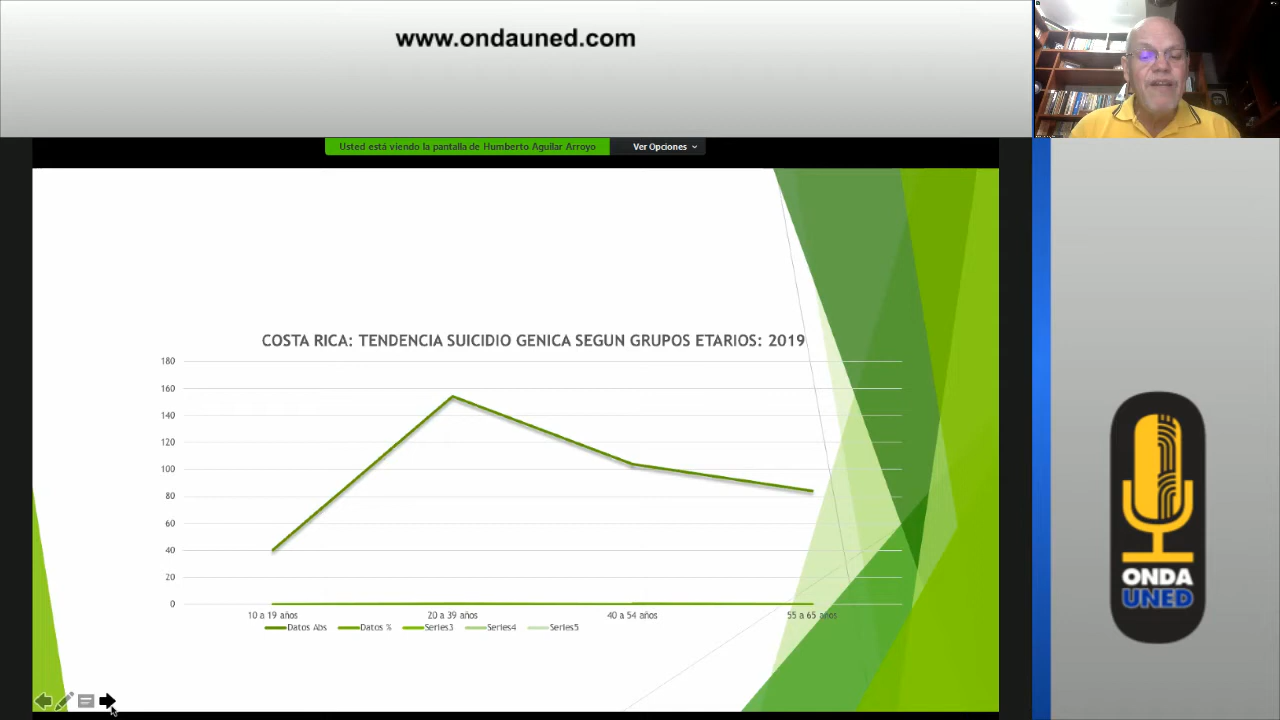 www.ondauned.com
Usted está viendo la pantalla de Humberto Aguilar Arroyo
Ver Opciones
COSTA RICA: TENDENCIA SUICIDIO GENICA SEGUN GRUPOS ETARIOS: 2019
180
160
140
120
100
80
60
40
20
0
10 a 19 años 20 a 39 años 40 a 54 años 55 a 65 años
Datos Abs Datos % Series3 Series4 Series5
ONDA
UNED